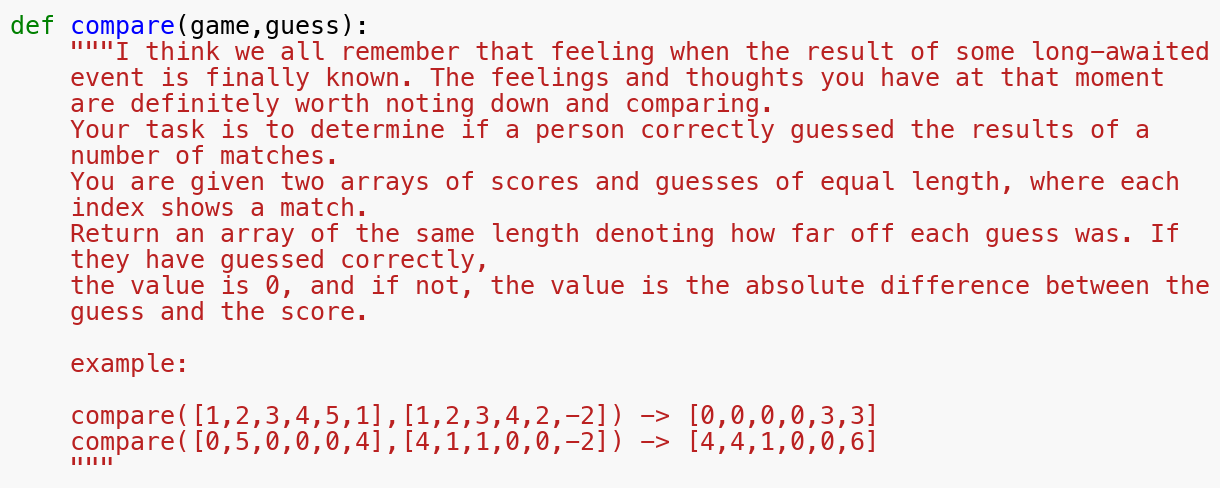 def compare(game,guess):
    """I think we all remember that feeling when the result of some long-awaited
    event is finally known. The feelings and thoughts you have at that moment
    are definitely worth noting down and comparing.
    Your task is to determine if a person correctly guessed the results of a
    number of matches.
    You are given two arrays of scores and guesses of equal length, where each
    index shows a match.
    Return an array of the same length denoting how far off each guess was. If
    they have guessed correctly,
    the value is 0, and if not, the value is the absolute difference between the
    guess and the score.

    example:

    compare([1,2,3,4,5,1],[1,2,3,4,2,-2]) -> [0,0,0,0,3,3]
    compare([0,5,0,0,0,4],[4,1,1,0,0,-2]) -> [4,4,1,0,0,6]
    """